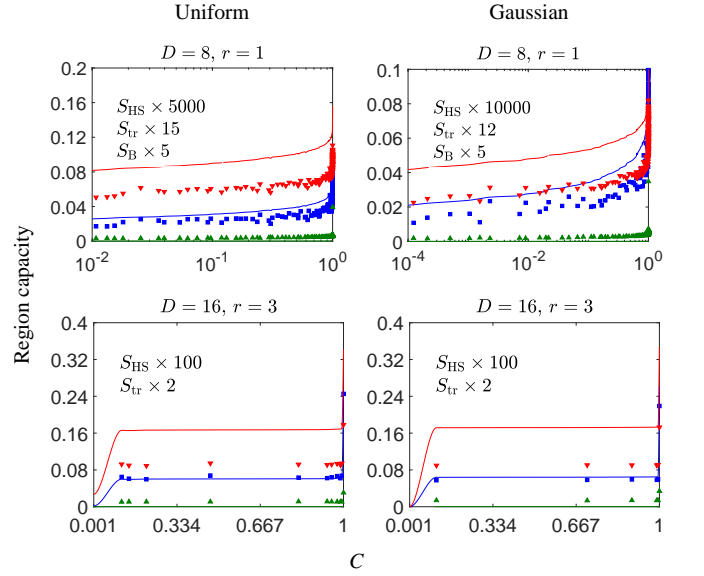 Uniform
Gaussian
D = 8, r = 1
D = 8, r = 1
0.2
0.16
0.12
0.08
0.04
0
S_HS × 5000
S_tr × 15
S_B × 5
10^-2
10^-1
10^0
0.1
0.08
0.06
0.04
0.02
0
S_HS × 10000
S_tr × 12
S_B × 5
10^-4
10^-2
10^0
Region capacity
D = 16, r = 3
D = 16, r = 3
0.4
0.32
0.24
0.16
0.08
0
S_HS × 100
S_tr × 2
0.001
0.334
0.667
1
0.4
0.32
0.24
0.16
0.08
0
S_HS × 100
S_tr × 2
0.001
0.334
0.667
1
C